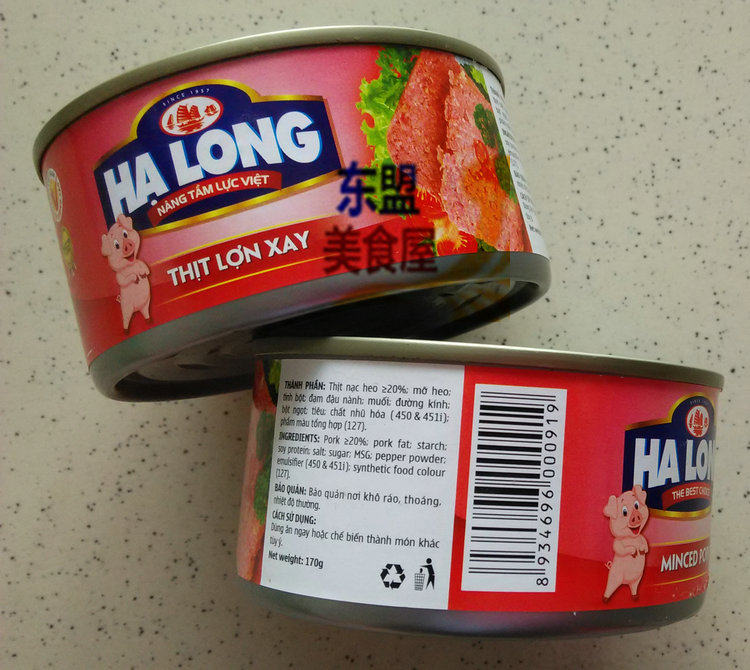 SINCE 1957
HẠ LONG
NÂNG TẦM LỰC VIỆT
THỊT LỢN XAY
东盟
美食屋
THÀNH PHẦN: Thịt nạc heo ≥20%; mỡ heo;
tinh bột; đạm đậu nành; muối; đường kính;
bột ngọt; tiêu; chất nhũ hóa (450 & 451i);
phẩm màu tổng hợp (127).
INGREDIENTS: Pork ≥20%; pork fat; starch;
soy protein; salt; sugar; MSG; pepper powder;
emulsifier (450 & 451i); synthetic food colour
(127).
BẢO QUẢN: Bảo quản nơi khô ráo, thoáng,
nhiệt độ thường.
CÁCH SỬ DỤNG:
Dùng ăn ngay hoặc chế biến thành món khác
tùy ý.
Net weight: 170g
8 934696 000919
SINCE
HẠ LON
THE BEST CHOICE
MINCED PO